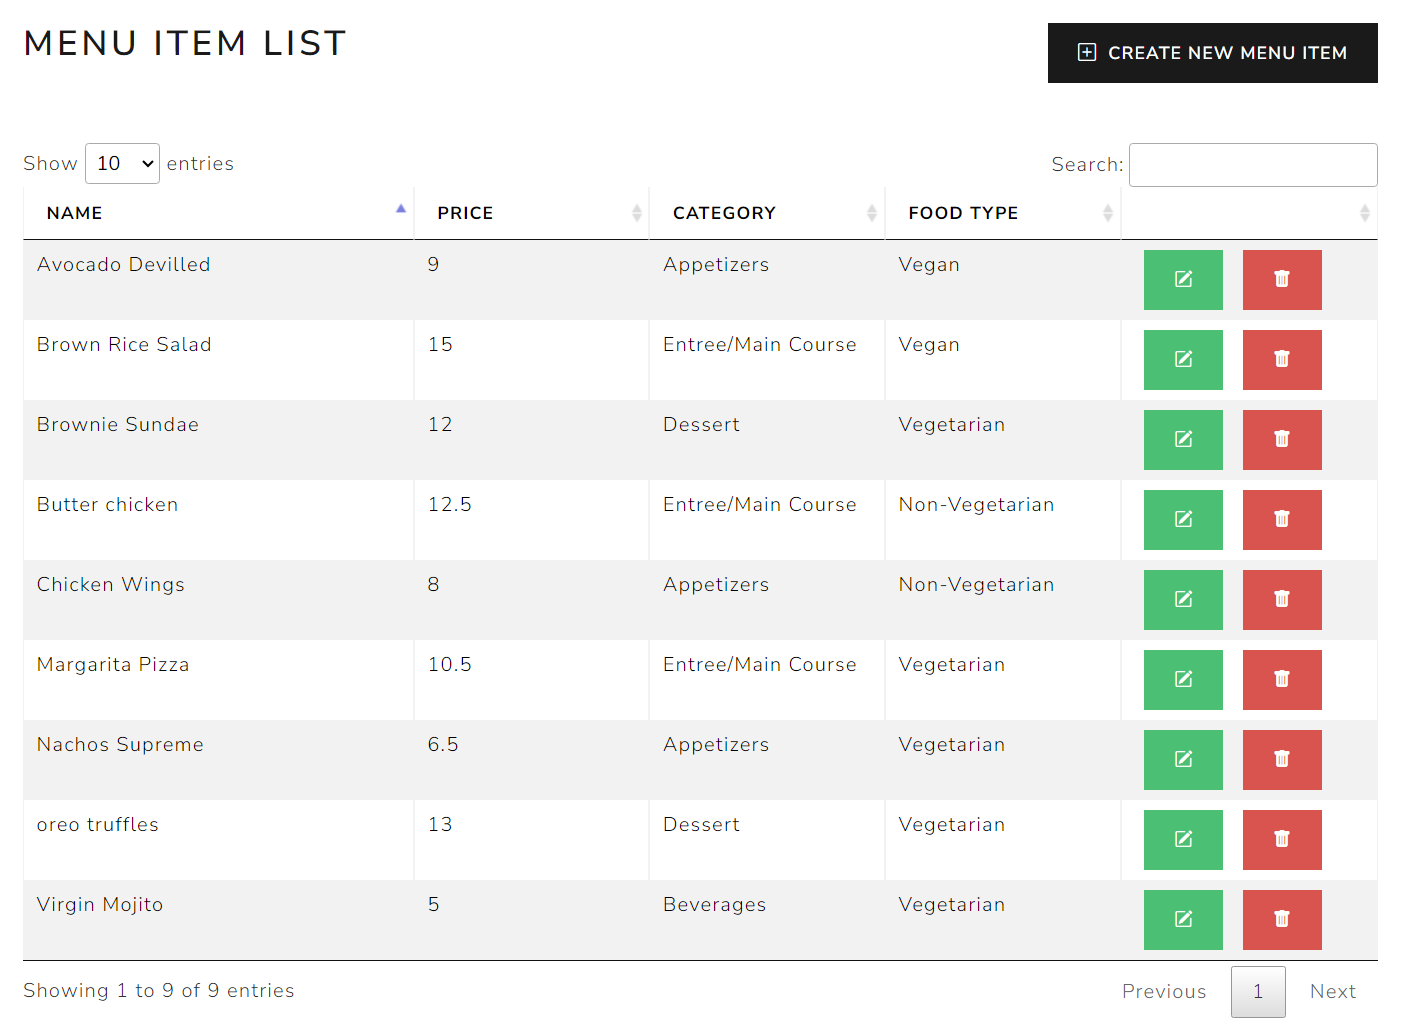 MENU ITEM LIST
CREATE NEW MENU ITEM
Show 10 entries
Search:
NAME PRICE CATEGORY FOOD TYPE
Avocado Devilled 9 Appetizers Vegan
Brown Rice Salad 15 Entree/Main Course Vegan
Brownie Sundae 12 Dessert Vegetarian
Butter chicken 12.5 Entree/Main Course Non-Vegetarian
Chicken Wings 8 Appetizers Non-Vegetarian
Margarita Pizza 10.5 Entree/Main Course Vegetarian
Nachos Supreme 6.5 Appetizers Vegetarian
oreo truffles 13 Dessert Vegetarian
Virgin Mojito 5 Beverages Vegetarian
Showing 1 to 9 of 9 entries
Previous 1 Next